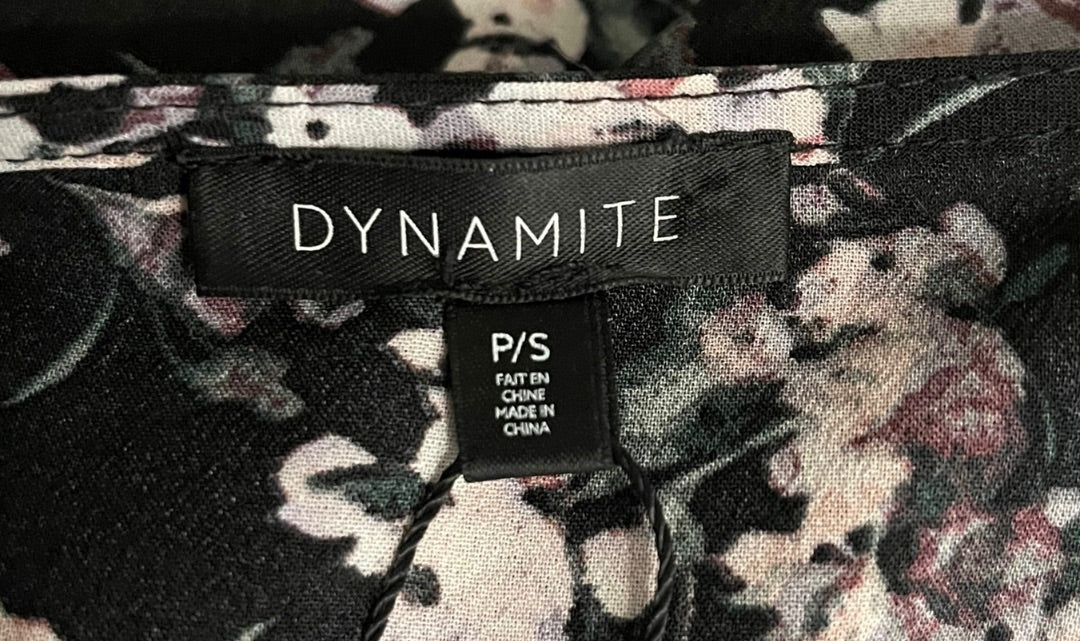 DYNAMITE
P/S
FAIT EN
CHINE
MADE IN
CHINA